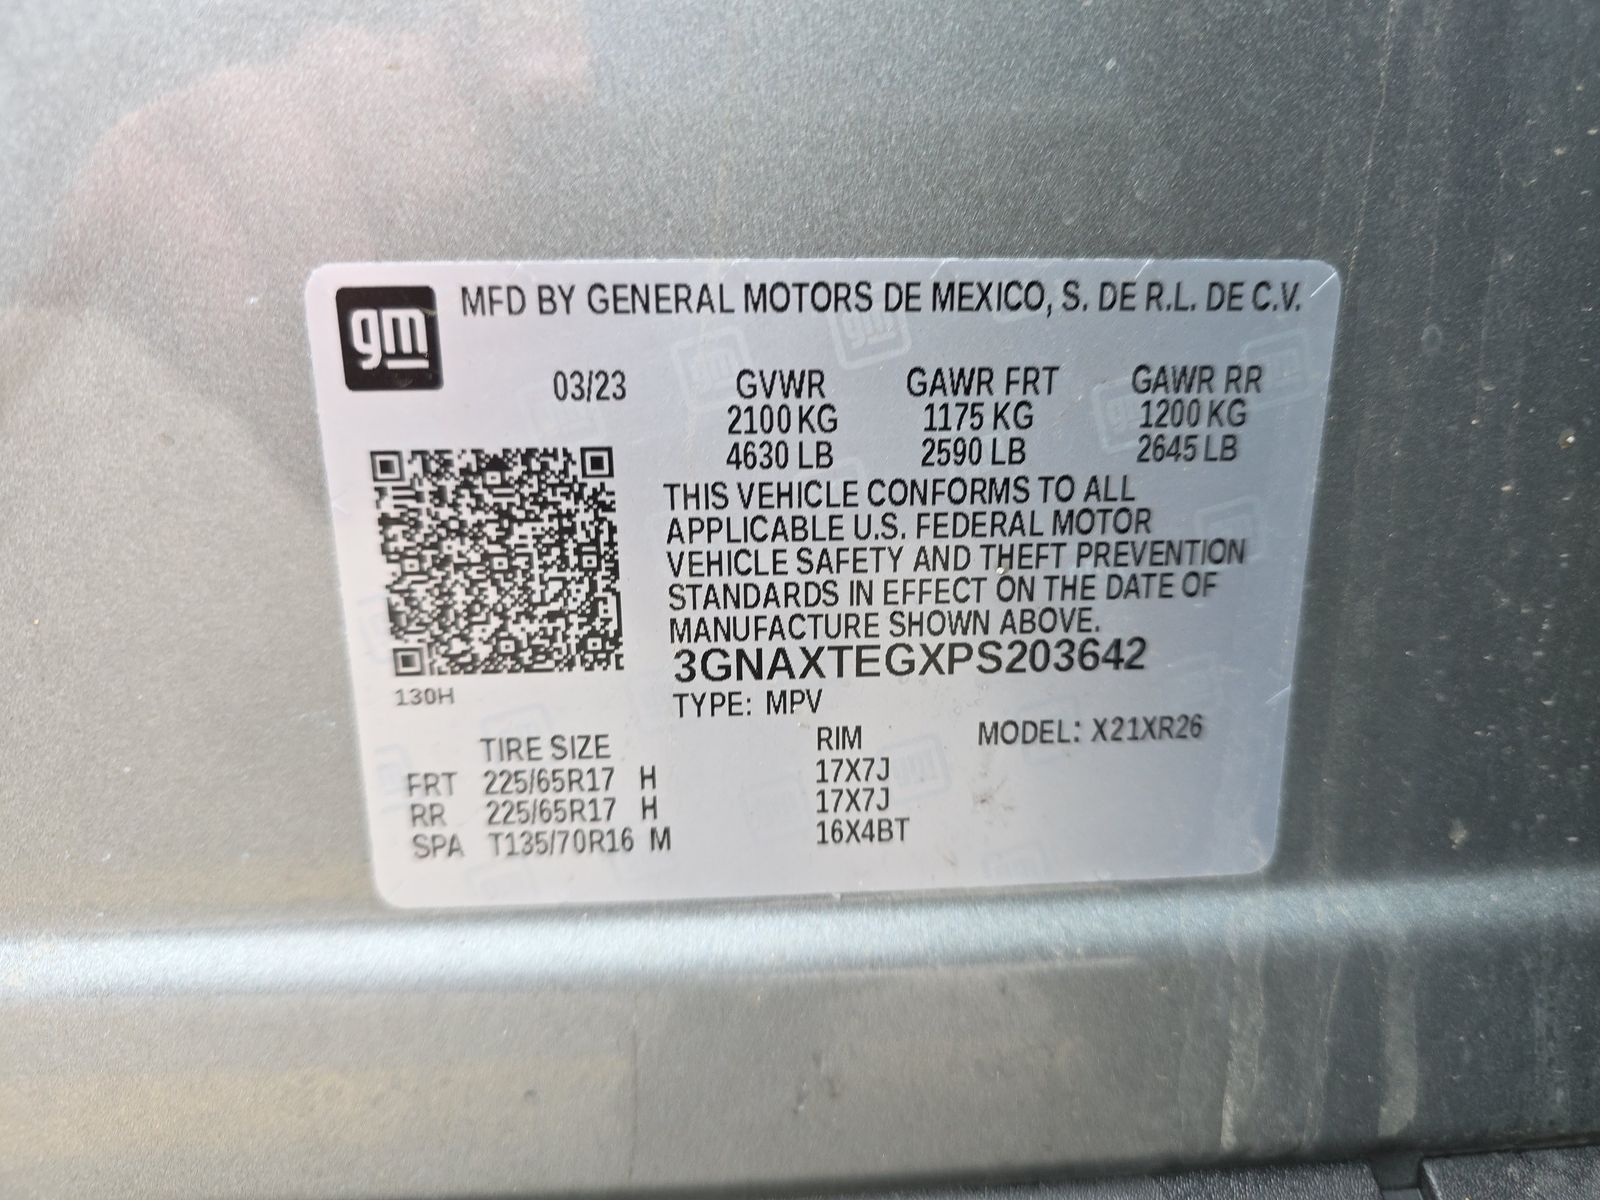 gm
MFD BY GENERAL MOTORS DE MEXICO, S. DE R.L. DE C.V.
03/23 GVWR GAWR FRT GAWR RR
2100 KG 1175 KG 1200 KG
4630 LB 2590 LB 2645 LB
THIS VEHICLE CONFORMS TO ALL
APPLICABLE U.S. FEDERAL MOTOR
VEHICLE SAFETY AND THEFT PREVENTION
STANDARDS IN EFFECT ON THE DATE OF
MANUFACTURE SHOWN ABOVE.
3GNAXTEGXPS203642
130H
TYPE: MPV
TIRE SIZE RIM MODEL: X21XR26
FRT 225/65R17 H 17X7J
RR 225/65R17 H 17X7J
SPA T135/70R16 M 16X4BT